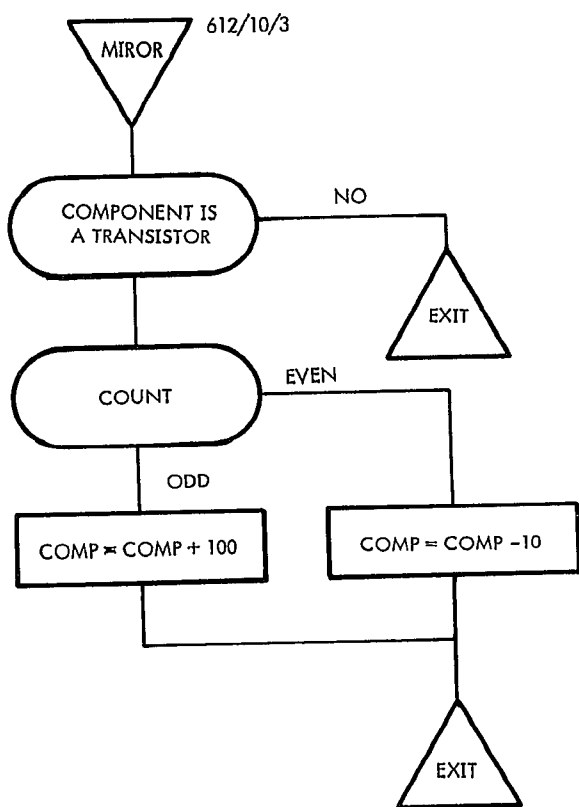 612/10/3
MIROR
COMPONENT IS
A TRANSISTOR
NO
EXIT
COUNT
EVEN
ODD
COMP = COMP + 100
COMP = COMP -10
EXIT